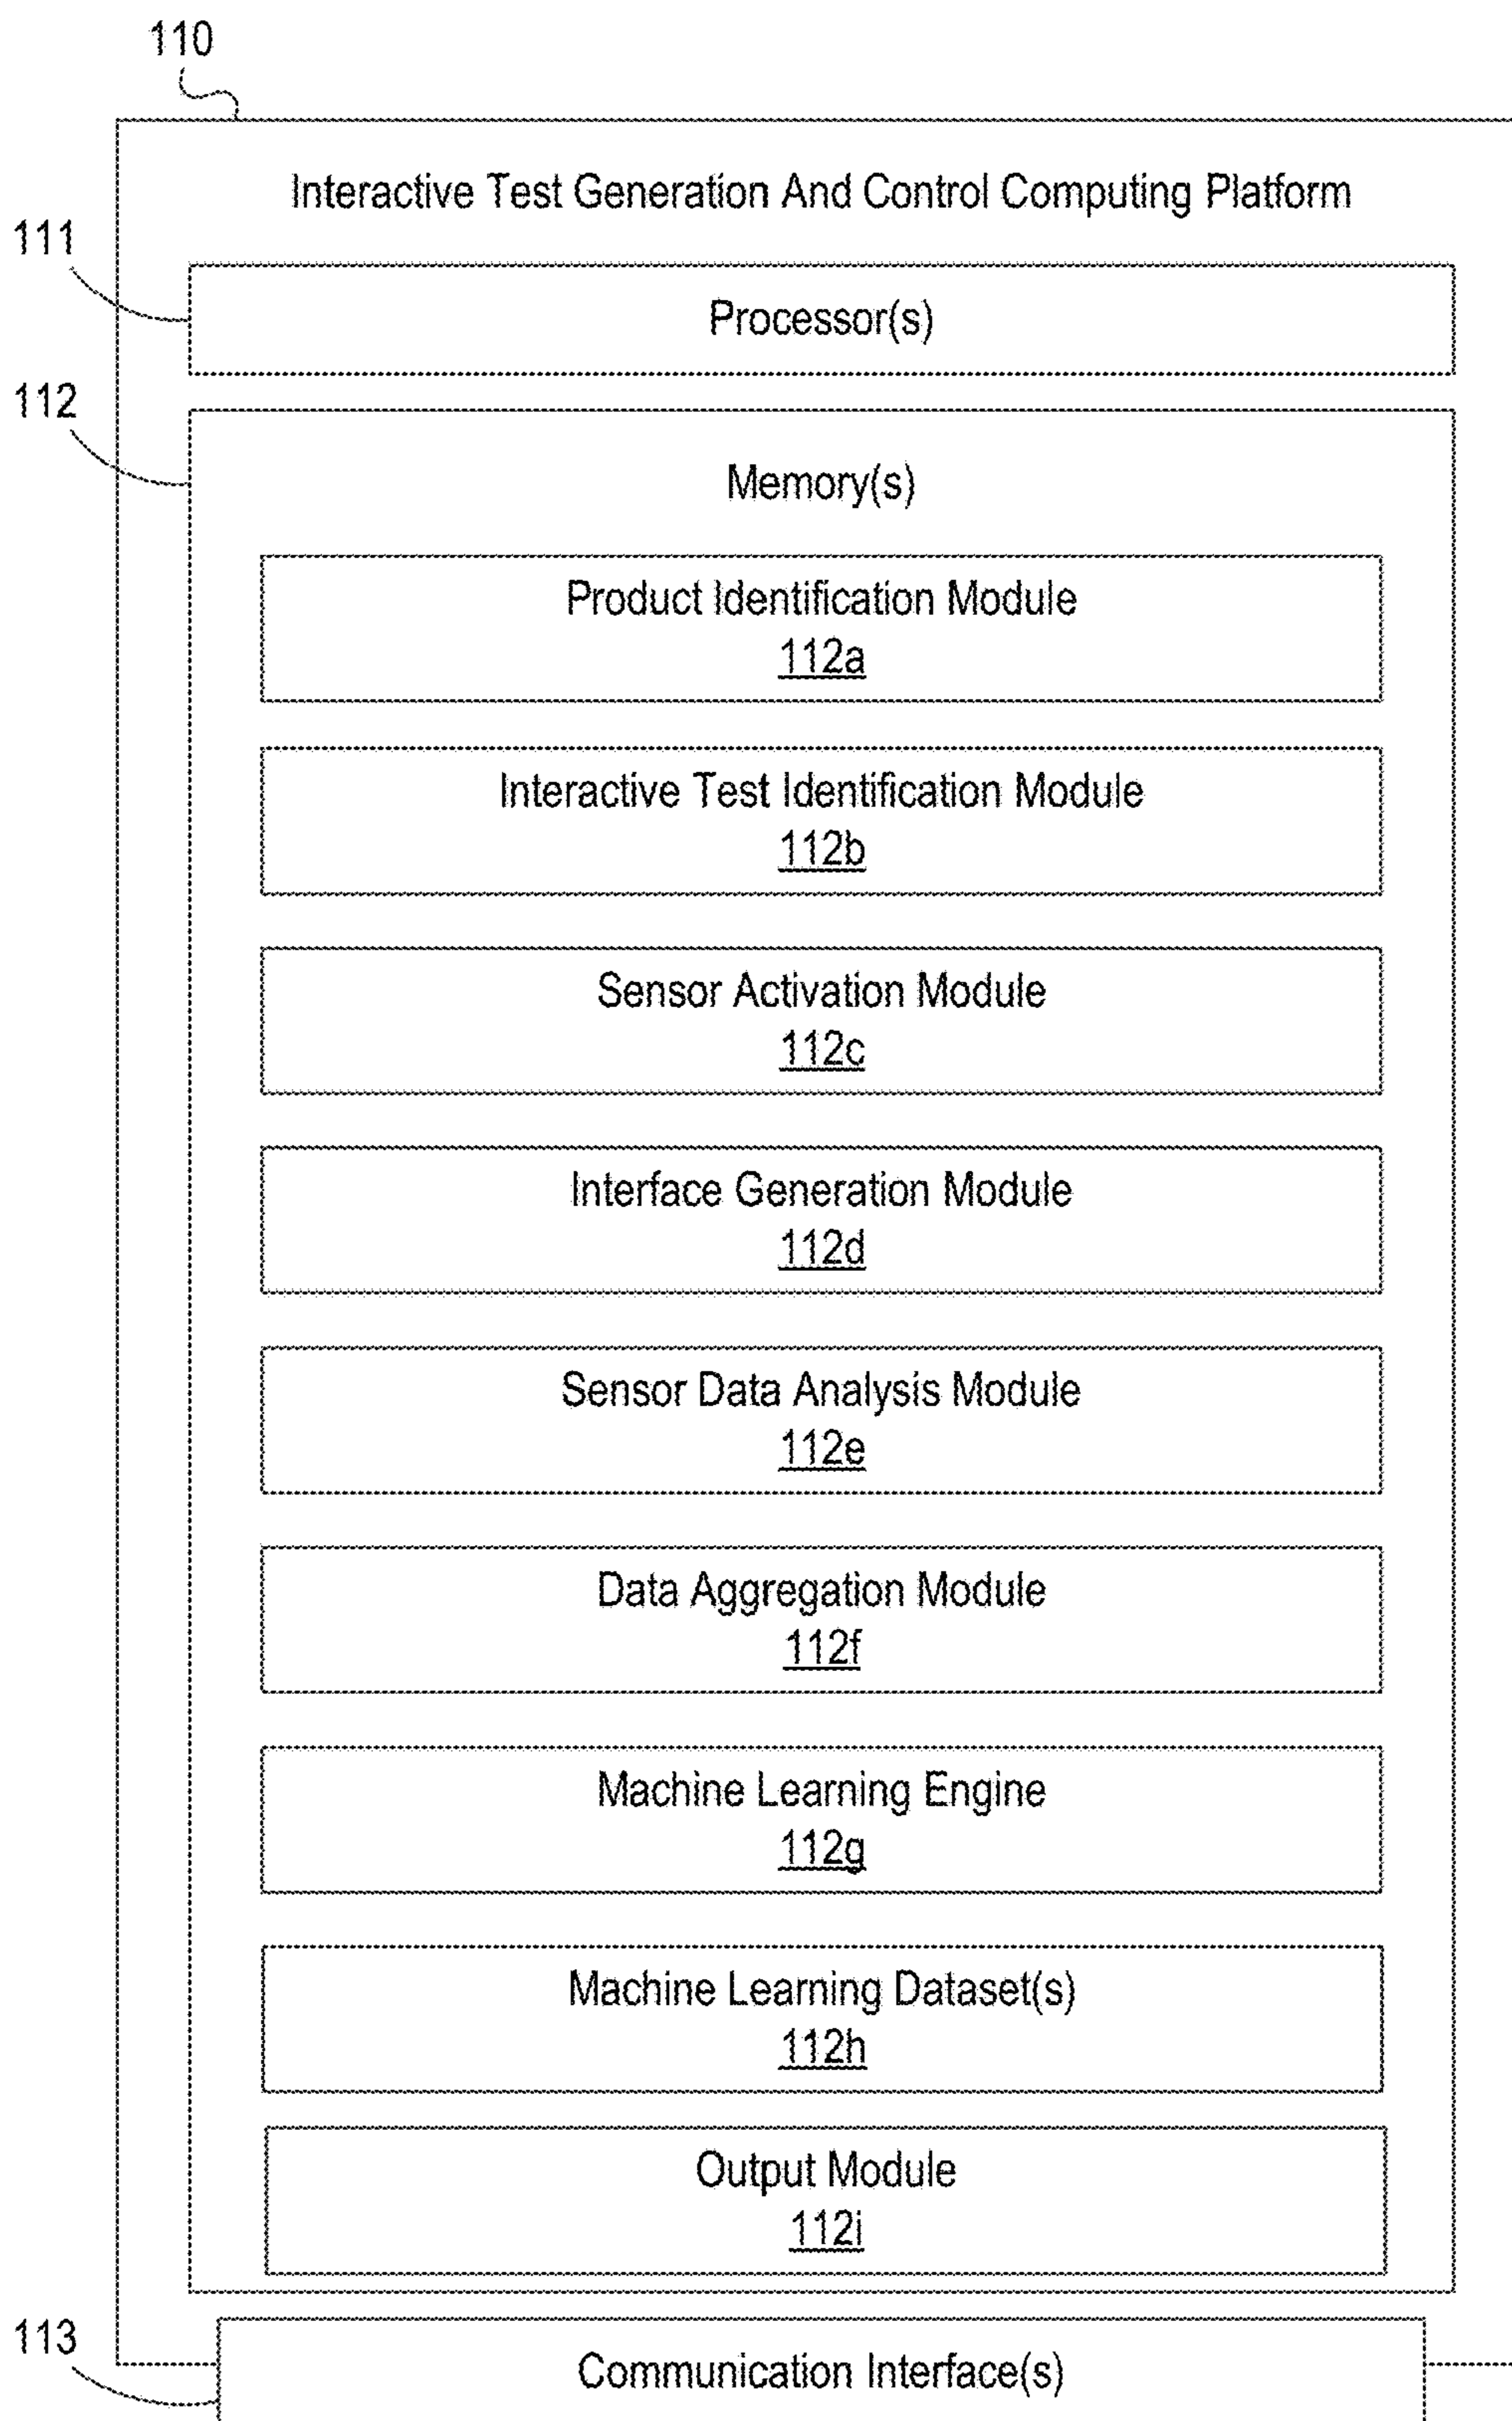 110
Interactive Test Generation And Control Computing Platform
111
Processor(s)
112
Memory(s)
Product Identification Module
112a
Interactive Test Identification Module
112b
Sensor Activation Module
112c
Interface Generation Module
112d
Sensor Data Analysis Module
112e
Data Aggregation Module
112f
Machine Learning Engine
112g
Machine Learning Dataset(s)
112h
Output Module
112i
113
Communication Interface(s)